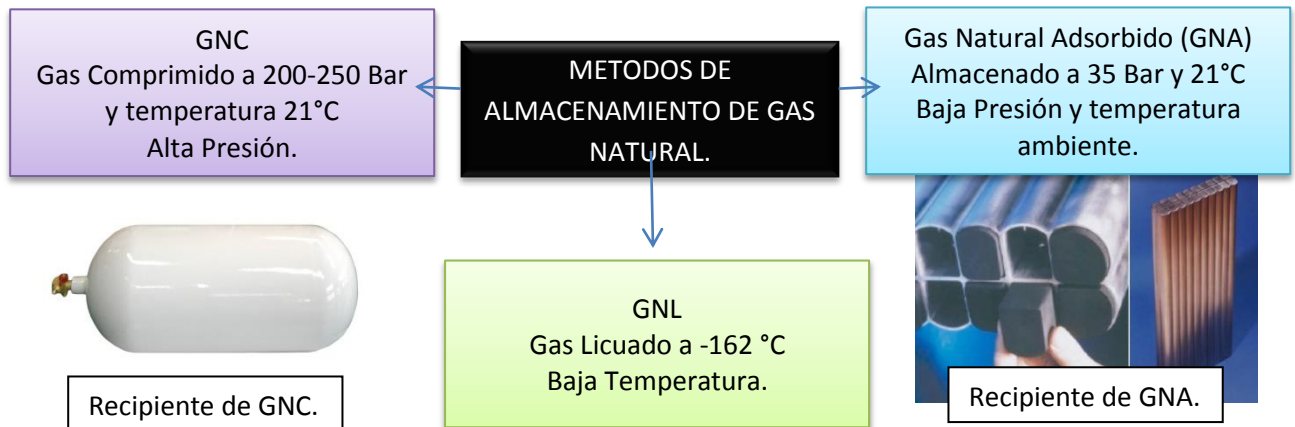 GNC
Gas Comprimido a 200-250 Bar
y temperatura 21°C
Alta Presión.
METODOS DE
ALMACENAMIENTO DE GAS
NATURAL.
Gas Natural Adsorbido (GNA)
Almacenado a 35 Bar y 21°C
Baja Presión y temperatura
ambiente.
GNL
Gas Licuado a -162 °C
Baja Temperatura.
Recipiente de GNC.
Recipiente de GNA.